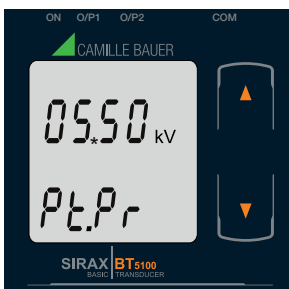 ON O/P1 O/P2 COM
CAMILLE BAUER
05.50 kV
*
Pt.Pr
SIRAX BT5100
BASIC TRANSDUCER